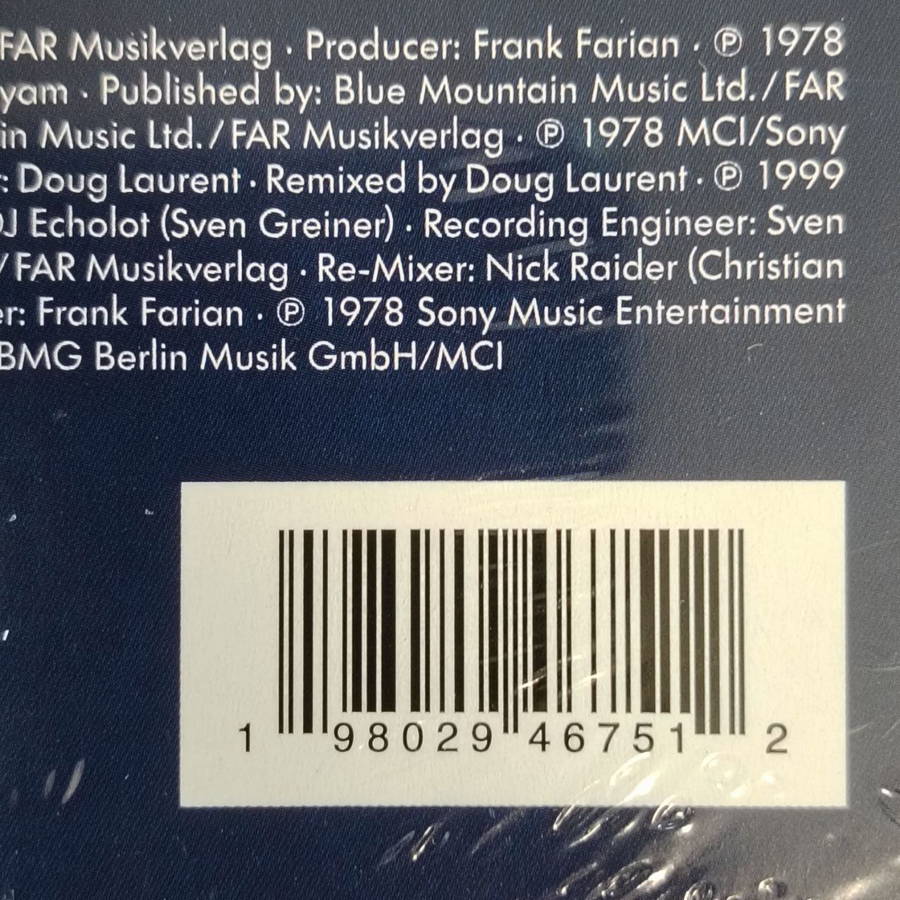 FAR Musikverlag · Producer: Frank Farian · ℗ 1978
yam · Published by: Blue Mountain Music Ltd./FAR
in Music Ltd./FAR Musikverlag · ℗ 1978 MCI/Sony
: Doug Laurent · Remixed by Doug Laurent · ℗ 1999
DJ Echolot (Sven Greiner) · Recording Engineer: Sven
/FAR Musikverlag · Re-Mixer: Nick Raider (Christian
er: Frank Farian · ℗ 1978 Sony Music Entertainment
BMG Berlin Musik GmbH/MCI
1 98029 46751 2